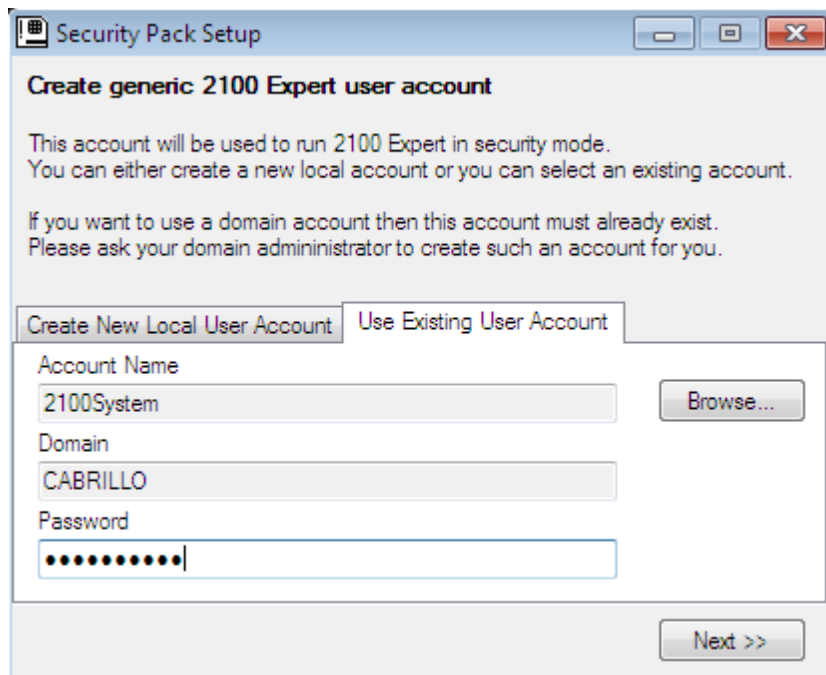 Security Pack Setup
Create generic 2100 Expert user account
This account will be used to run 2100 Expert in security mode.
You can either create a new local account or you can select an existing account.
If you want to use a domain account then this account must already exist.
Please ask your domain admininistrator to create such an account for you.
Create New Local User Account
Use Existing User Account
Account Name
2100System
Browse...
Domain
CABRILLO
Password
●●●●●●●●●●
Next >>